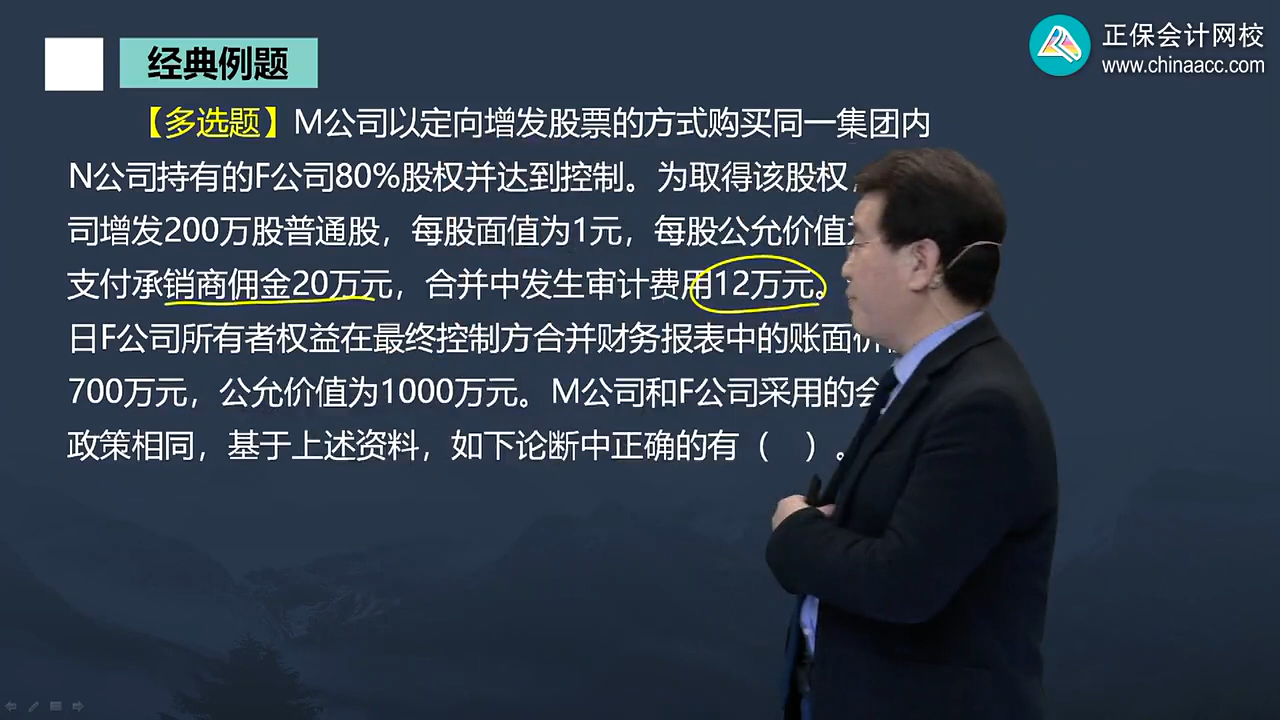 正保会计网校
www.chinaacc.com
经典例题
【多选题】M公司以定向增发股票的方式购买同一集团内
N公司持有的F公司80%股权并达到控制。为取得该股权，
司增发200万股普通股，每股面值为1元，每股公允价值
支付承销商佣金20万元，合并中发生审计费用12万元。
日F公司所有者权益在最终控制方合并财务报表中的账面价
700万元，公允价值为1000万元。M公司和F公司采用的会
政策相同，基于上述资料，如下论断中正确的有（ ）。